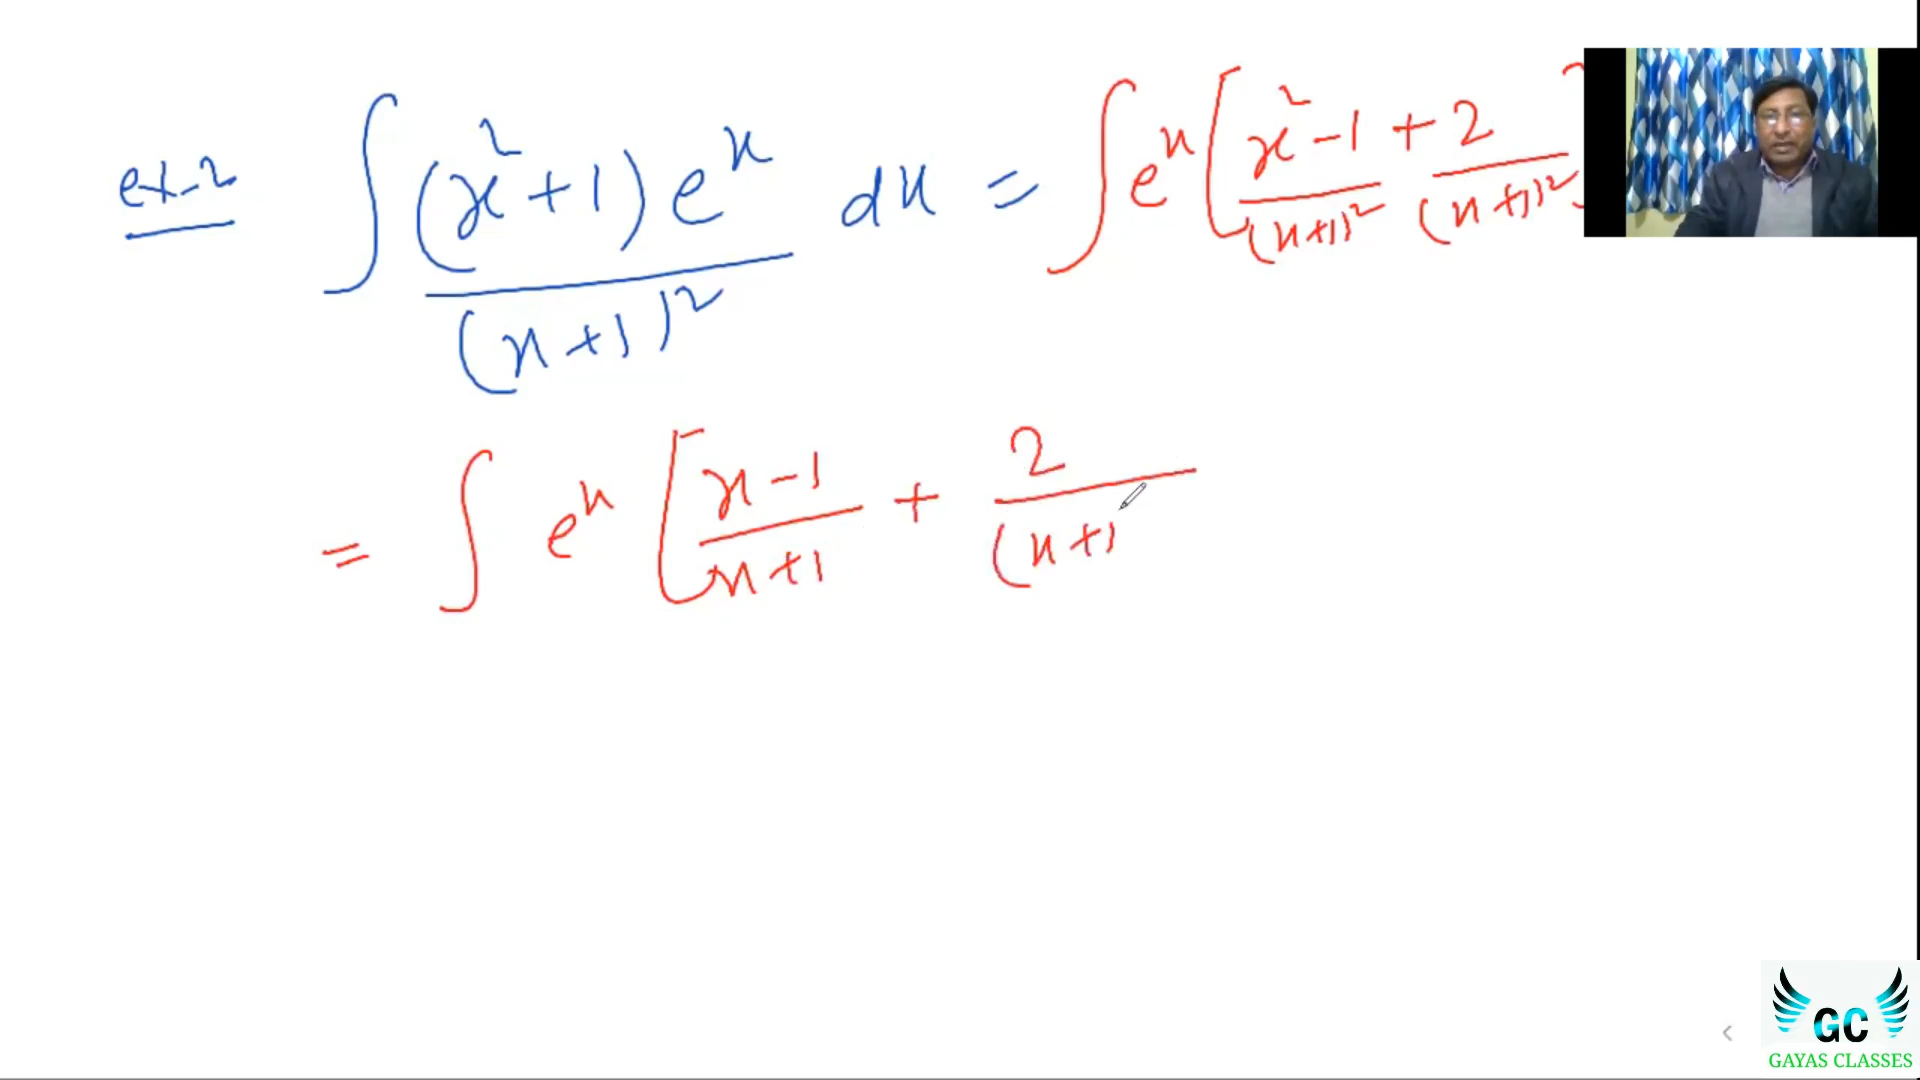 ex-2 ∫ (x²+1) eˣ / (x+1)² dx = ∫ eˣ [ x²-1 / (x+1)² + 2 / (x+1)² ]
= ∫ eˣ [ x-1 / x+1 + 2 / (x+1
GC
GAYAS CLASSES